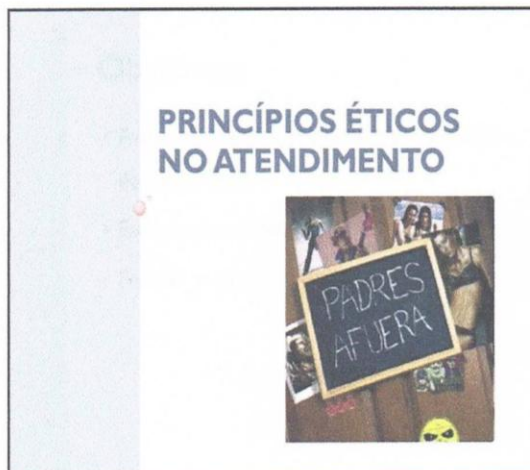 PRINCÍPIOS ÉTICOS
NO ATENDIMENTO
PADRES
AFUERA